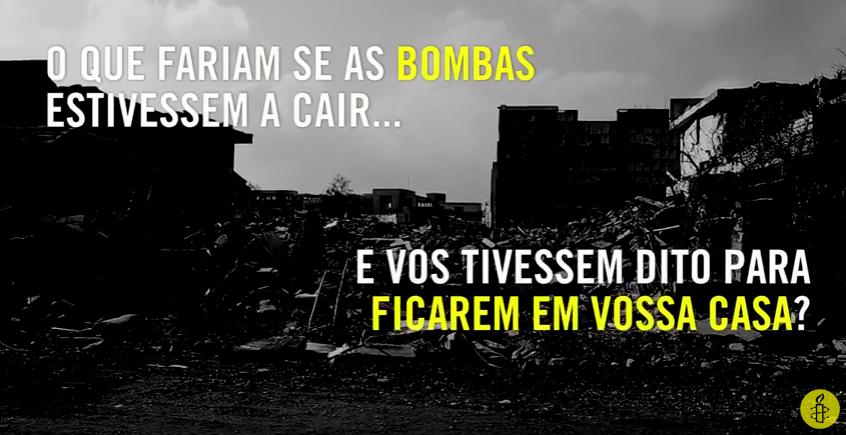 O QUE FARIAM SE AS BOMBAS
ESTIVESSEM A CAIR...
E VOS TIVESSEM DITO PARA
FICAREM EM VOSSA CASA?